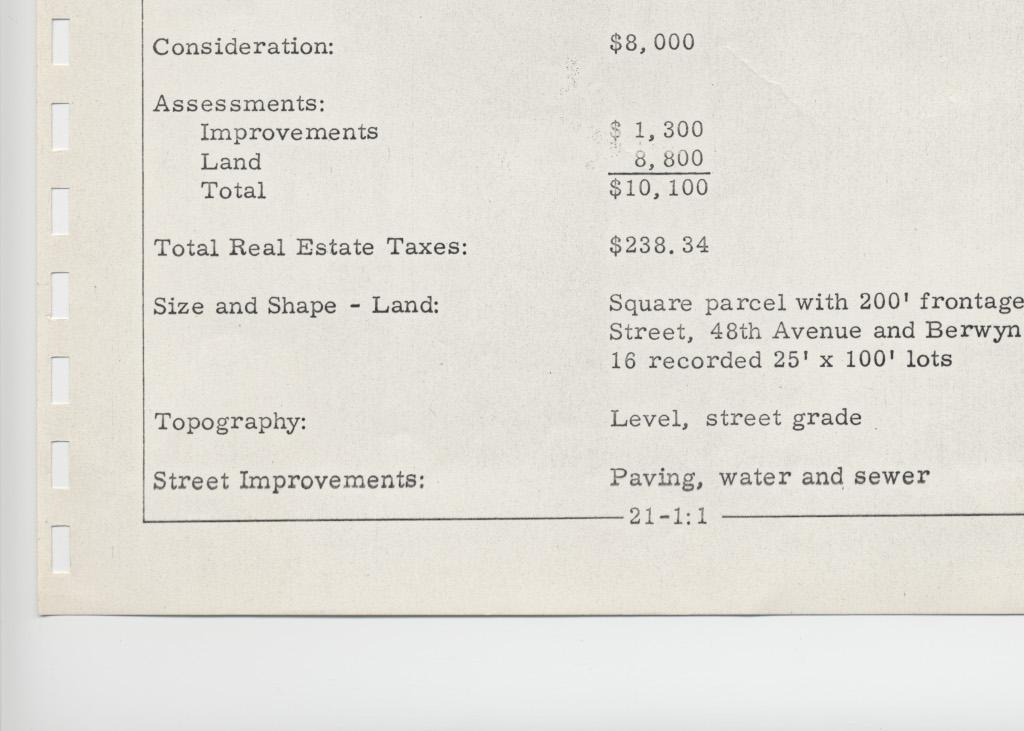 Consideration: $8,000
Assessments:
Improvements $ 1,300
Land 8,800
Total $10,100
Total Real Estate Taxes: $238.34
Size and Shape - Land: Square parcel with 200' frontage
Street, 48th Avenue and Berwyn
16 recorded 25' x 100' lots
Topography: Level, street grade
Street Improvements: Paving, water and sewer
21-1:1